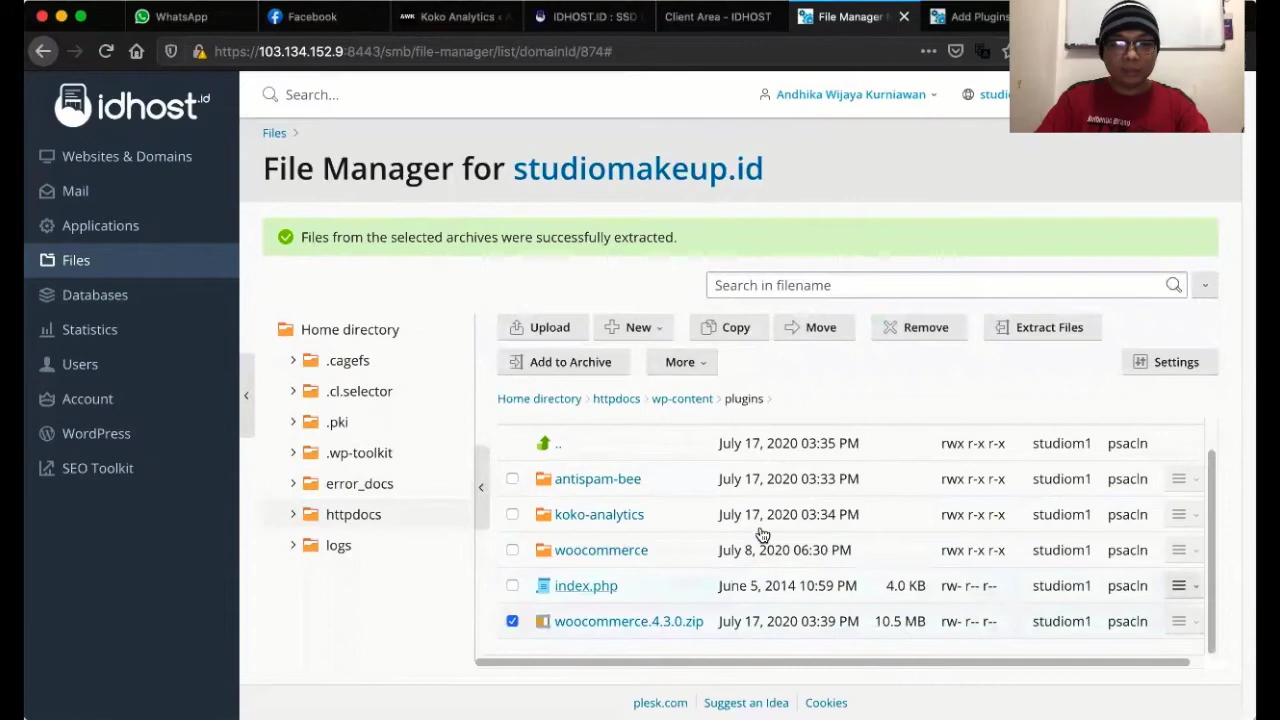 WhatsApp
Facebook
AWK Koko Analytics
IDHOST.ID : SSD
Client Area - IDHOST
File Manager
Add Plugins
https://103.134.152.9:8443/smb/file-manager/list/domainId/874#
idhost.id
Search...
Andhika Wijaya Kurniawan
studio
Websites & Domains
Mail
Applications
Files
Databases
Statistics
Users
Account
WordPress
SEO Toolkit
Files
File Manager for studiomakeup.id
Files from the selected archives were successfully extracted.
Search in filename
Home directory
.cagefs
.cl.selector
.pki
.wp-toolkit
error_docs
httpdocs
logs
Upload New Copy Move Remove Extract Files
Add to Archive More Settings
Home directory httpdocs wp-content plugins
.. July 17, 2020 03:35 PM rwx r-x r-x studiom1 psacln
antispam-bee July 17, 2020 03:33 PM rwx r-x r-x studiom1 psacln
koko-analytics July 17, 2020 03:34 PM rwx r-x r-x studiom1 psacln
woocommerce July 8, 2020 06:30 PM rwx r-x r-x studiom1 psacln
index.php June 5, 2014 10:59 PM 4.0 KB rw- r-- r-- studiom1 psacln
woocommerce.4.3.0.zip July 17, 2020 03:39 PM 10.5 MB rw- r-- r-- studiom1 psacln
plesk.com Suggest an Idea Cookies